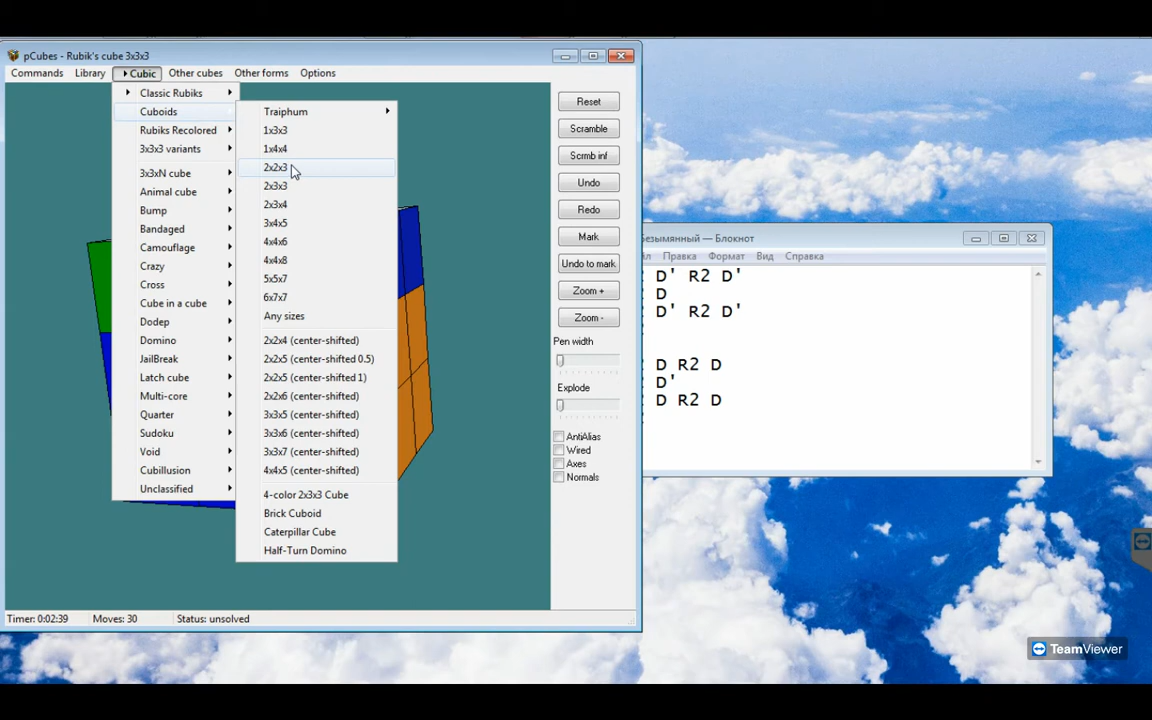 pCubes - Rubik's cube 3x3x3
Commands Library Cubic Other cubes Other forms Options
Classic Rubiks
Cuboids
Rubiks Recolored
3x3x3 variants
3x3xN cube
Animal cube
Bump
Bandaged
Camouflage
Crazy
Cross
Cube in a cube
Dodep
Domino
JailBreak
Latch cube
Multi-core
Quarter
Sudoku
Void
Cubillusion
Unclassified
Traiphum
1x3x3
1x4x4
2x2x3
2x3x3
2x3x4
3x4x5
4x4x6
4x4x8
5x5x7
6x7x7
Any sizes
2x2x4 (center-shifted)
2x2x5 (center-shifted 0.5)
2x2x5 (center-shifted 1)
2x2x6 (center-shifted)
3x3x5 (center-shifted)
3x3x6 (center-shifted)
3x3x7 (center-shifted)
4x4x5 (center-shifted)
4-color 2x3x3 Cube
Brick Cuboid
Caterpillar Cube
Half-Turn Domino
Reset
Scramble
Scrmb inf
Undo
Redo
Mark
Undo to mark
Zoom +
Zoom -
Pen width
Explode
AntiAlias
Wired
Axes
Normals
Timer: 0:02:39 Moves: 30 Status: unsolved
Безымянный — Блокнот
Правка Формат Вид Справка
D' R2 D'
D
D' R2 D'
D R2 D
D'
D R2 D
TeamViewer